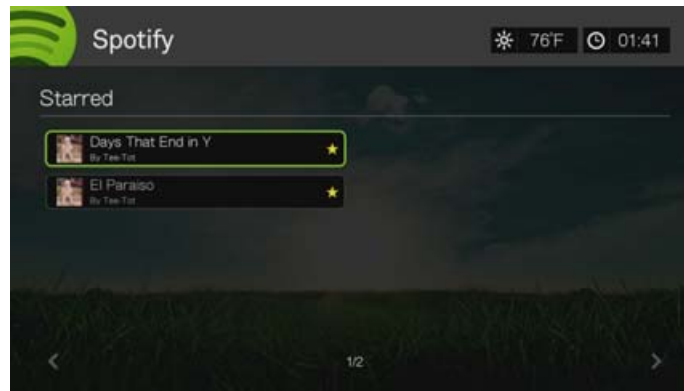 Spotify
76°F
01:41
Starred
Days That End in Y
By Tee-Tot
El Paraiso
By Tee-Tot
1/2